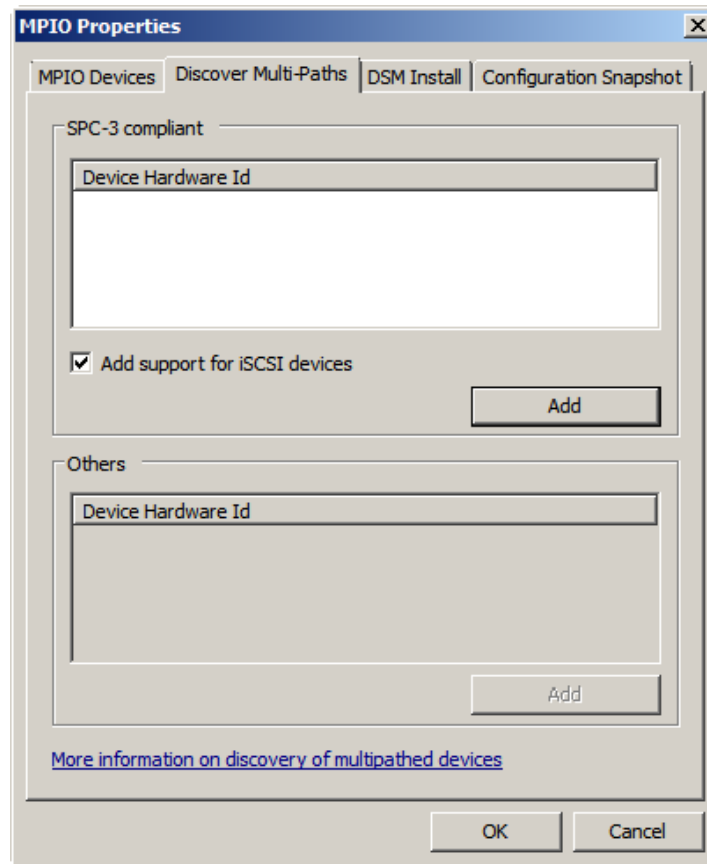 MPIO Properties
MPIO Devices Discover Multi-Paths DSM Install Configuration Snapshot
SPC-3 compliant
Device Hardware Id
Add support for iSCSI devices
Add
Others
Device Hardware Id
Add
More information on discovery of multipathed devices
OK Cancel